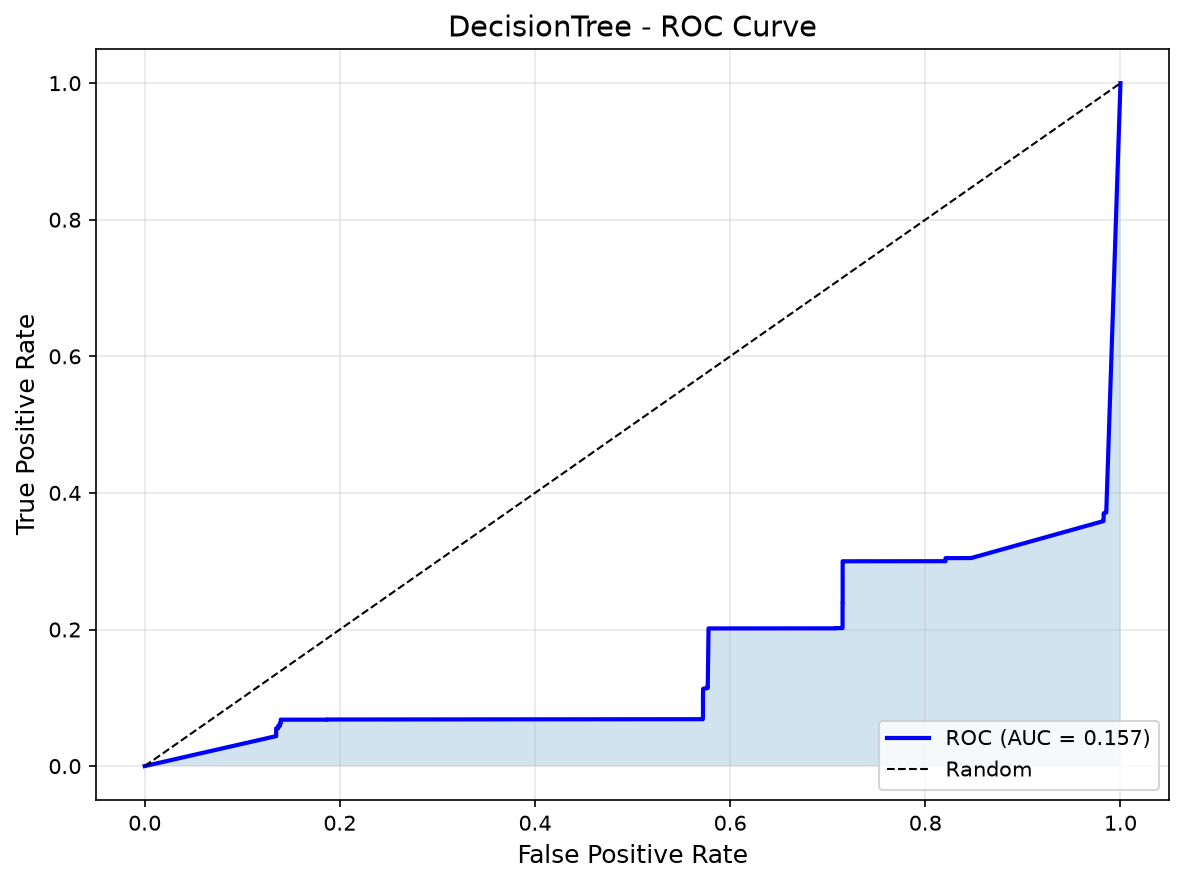 DecisionTree - ROC Curve
True Positive Rate
1.0
0.8
0.6
0.4
0.2
0.0
ROC (AUC = 0.157)
Random
0.0 0.2 0.4 0.6 0.8 1.0
False Positive Rate